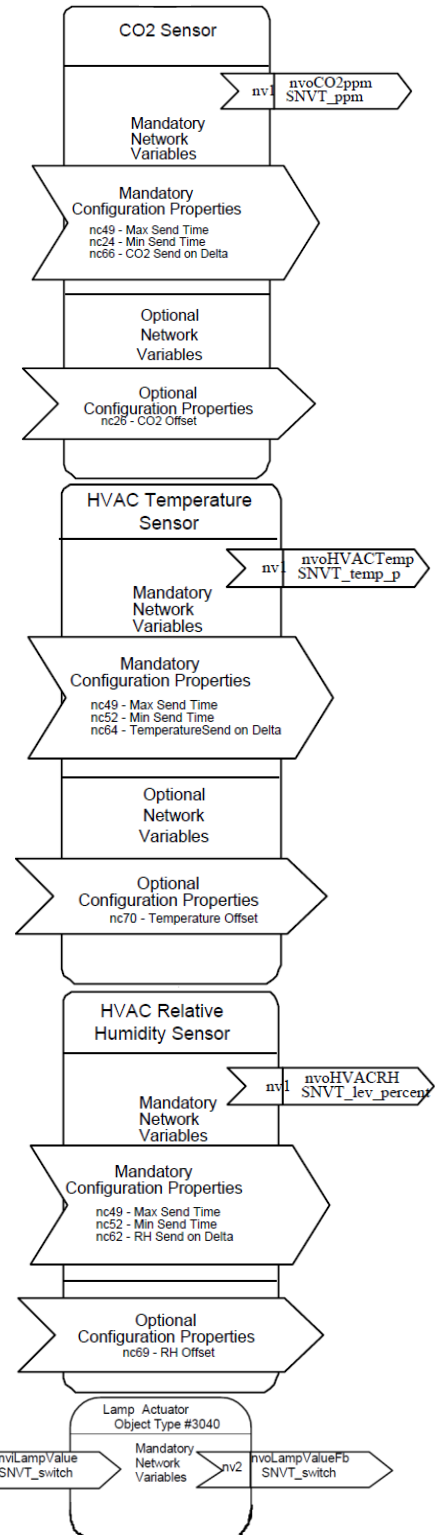 CO2 Sensor
nv1
nvoCO2ppm
SNVT_ppm
Mandatory
Network
Variables
Mandatory
Configuration Properties
nc49 - Max Send Time
nc24 - Min Send Time
nc66 - CO2 Send on Delta
Optional
Network
Variables
Optional
Configuration Properties
nc26 - CO2 Offset
HVAC Temperature
Sensor
nv1
nvoHVACTemp
SNVT_temp_p
Mandatory
Network
Variables
Mandatory
Configuration Properties
nc49 - Max Send Time
nc52 - Min Send Time
nc64 - TemperatureSend on Delta
Optional
Network
Variables
Optional
Configuration Properties
nc70 - Temperature Offset
HVAC Relative
Humidity Sensor
nv1
nvoHVACRH
SNVT_lev_percent
Mandatory
Network
Variables
Mandatory
Configuration Properties
nc49 - Max Send Time
nc52 - Min Send Time
nc62 - RH Send on Delta
Optional
Configuration Properties
nc69 - RH Offset
Lamp Actuator
Object Type #3040
nviLampValue
SNVT_switch
Mandatory
Network
Variables
nv2
nvoLampValueFb
SNVT_switch